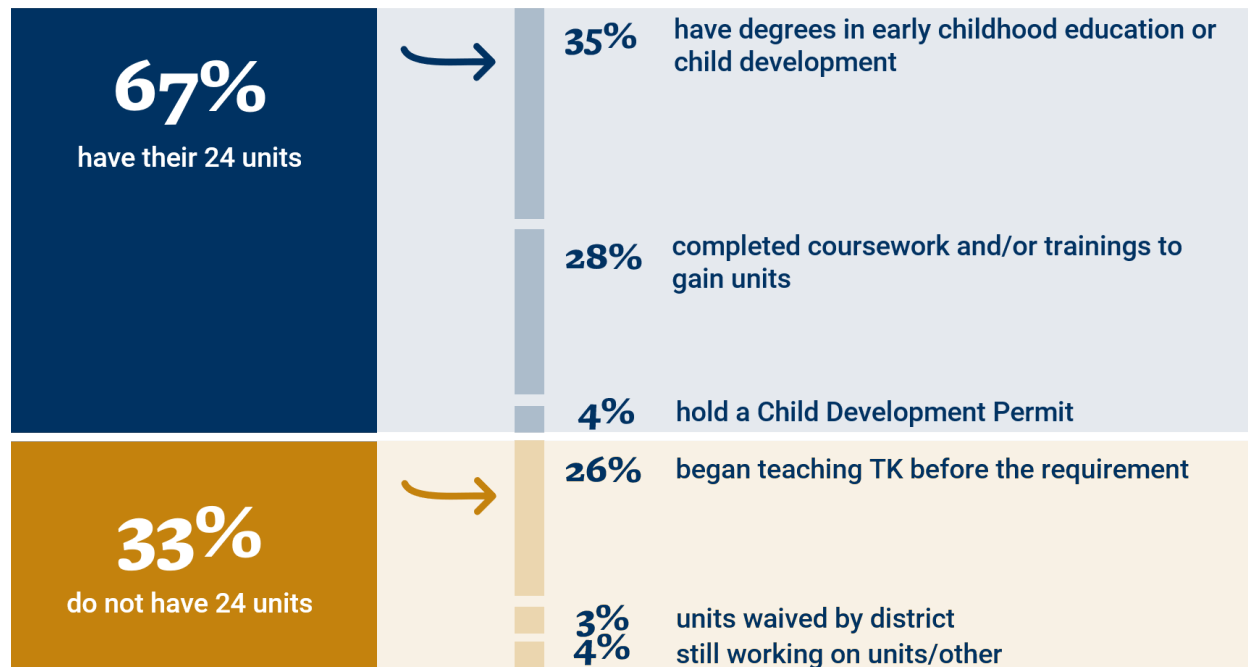 67%
have their 24 units
35%
have degrees in early childhood education or
child development
28%
completed coursework and/or trainings to
gain units
4%
hold a Child Development Permit
33%
do not have 24 units
26%
began teaching TK before the requirement
3%
units waived by district
4%
still working on units/other